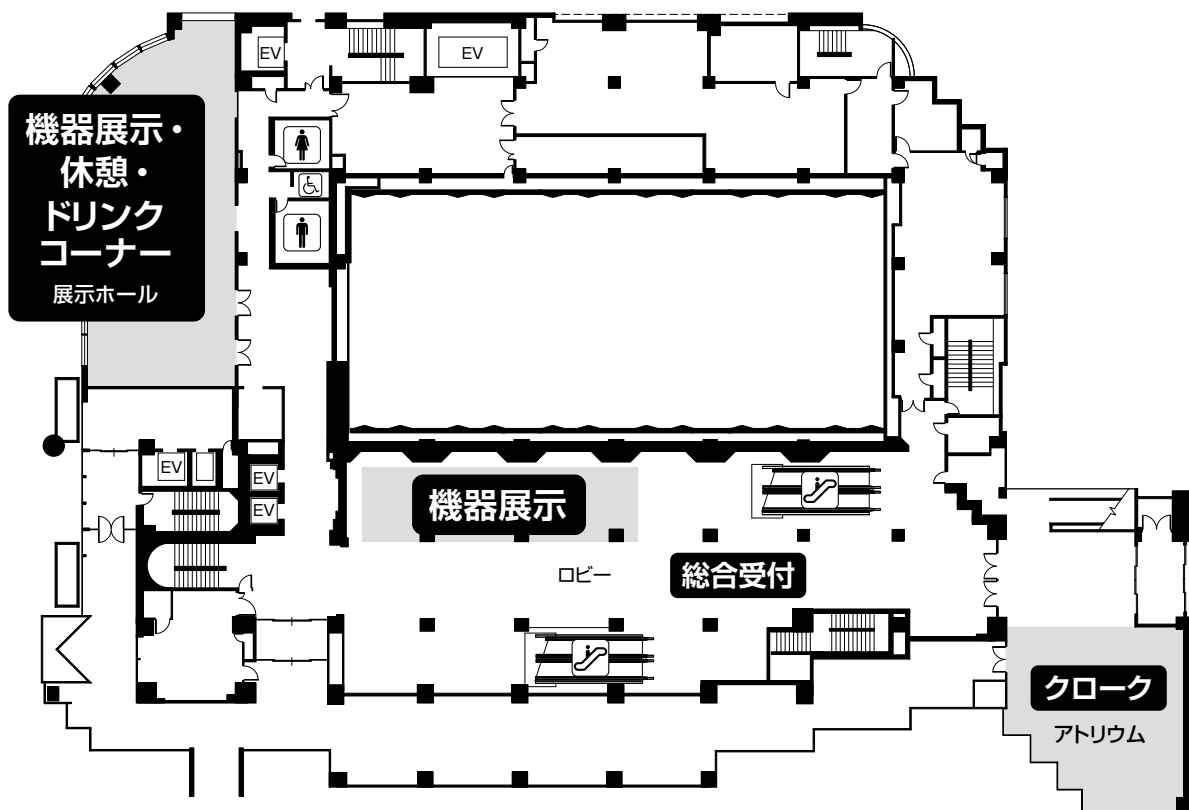 EV
EV
機器展示・
休憩・
ドリンク
コーナー
展示ホール
EV
EV
EV
機器展示
ロビー
総合受付
クローク
アトリウム